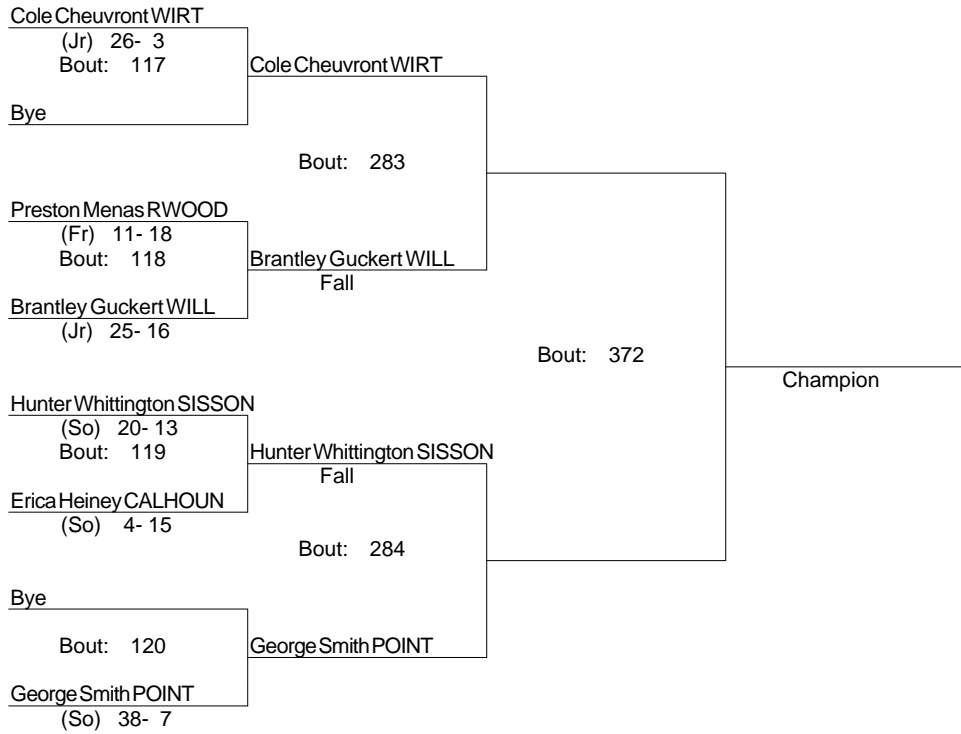 Cole Cheuvront WIRT
(Jr) 26- 3
Bout: 117
Cole Cheuvront WIRT
Bye
Bout: 283
Preston Menas RWOOD
(Fr) 11- 18
Bout: 118
Brantley Guckert WILL
Fall
Brantley Guckert WILL
(Jr) 25- 16
Bout: 372
Champion
Hunter Whittington SISSON
(So) 20- 13
Bout: 119
Hunter Whittington SISSON
Fall
Erica Heiney CALHOUN
(So) 4- 15
Bout: 284
Bye
Bout: 120
George Smith POINT
George Smith POINT
(So) 38- 7